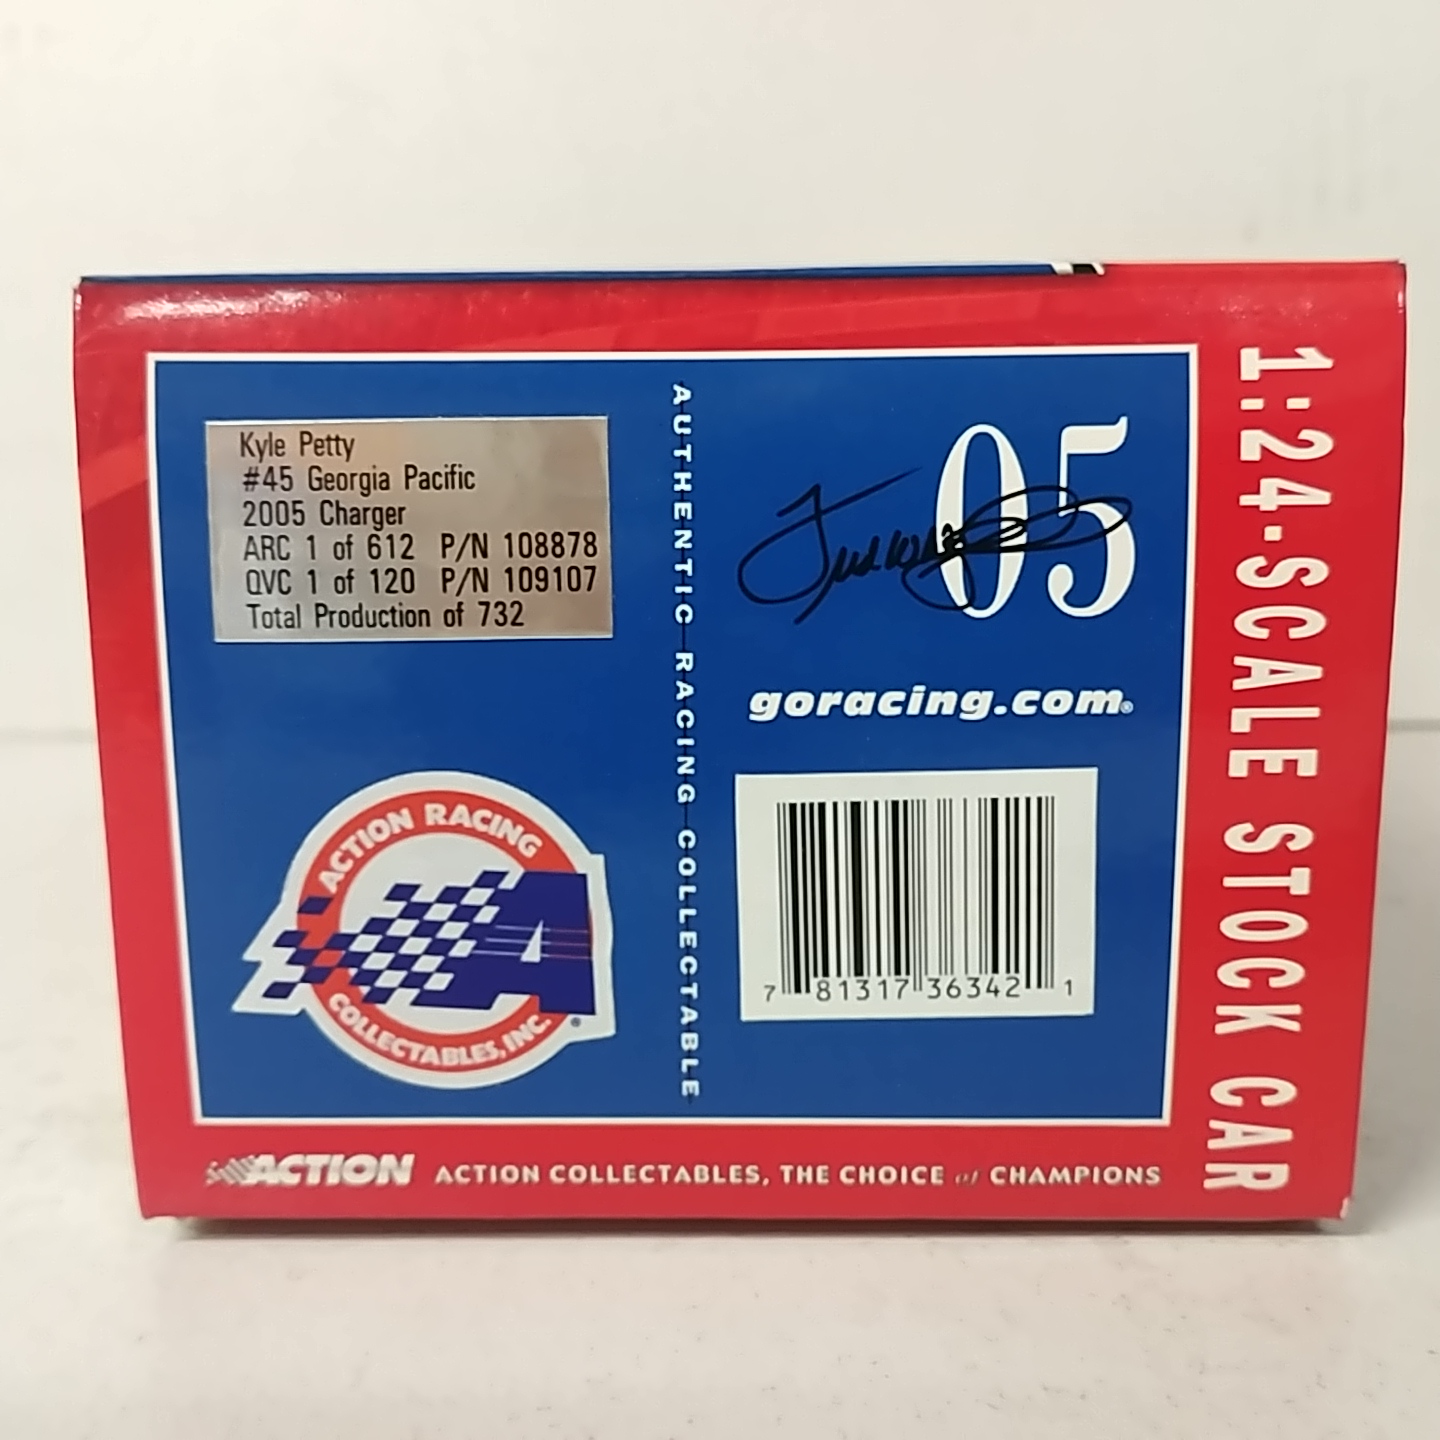 Kyle Petty
#45 Georgia Pacific
2005 Charger
ARC 1 of 612 P/N 108878
QVC 1 of 120 P/N 109107
Total Production of 732
AUTHENTIC RACING COLLECTABLE
05
goracing.com®
7 81317 36342 1
ACTION RACING
A
COLLECTABLES, INC. ®
ACTION
ACTION COLLECTABLES, THE CHOICE of CHAMPIONS
1:24-SCALE STOCK CAR